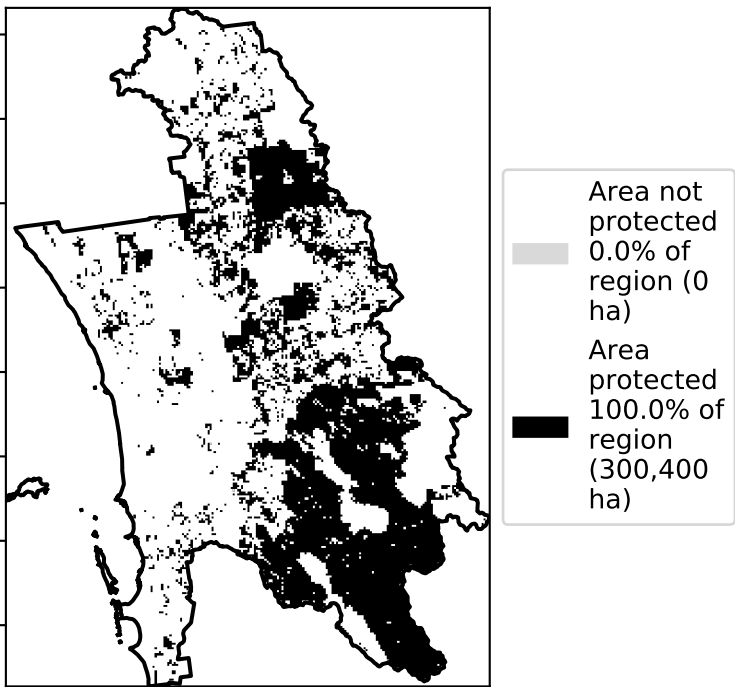 Area not
protected
0.0% of
region (0
ha)
Area
protected
100.0% of
region
(300,400
ha)